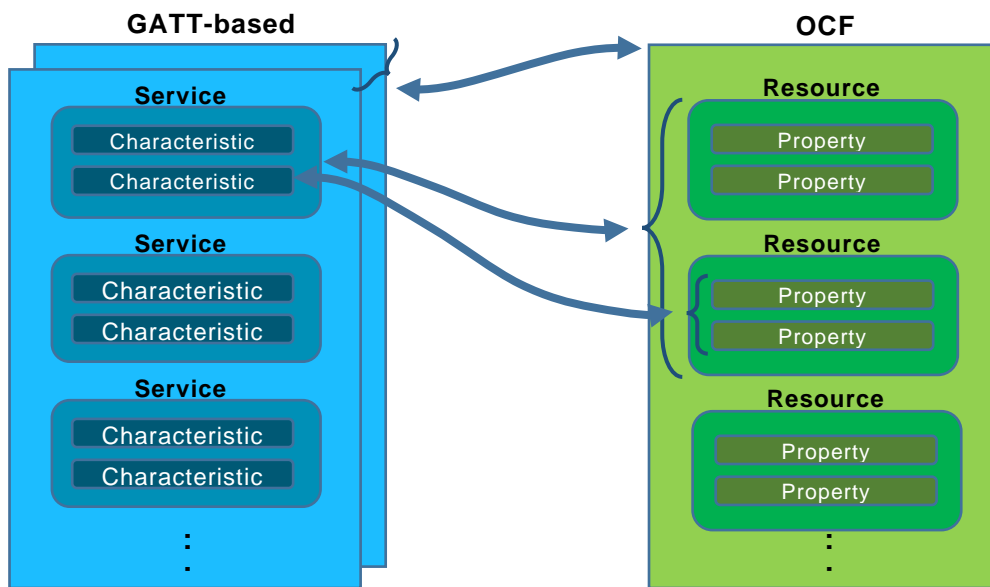 GATT-based
Service
Characteristic
Characteristic
Service
Characteristic
Characteristic
Service
Characteristic
Characteristic
:
.
OCF
Resource
Property
Property
Resource
Property
Property
Resource
Property
Property
:
.